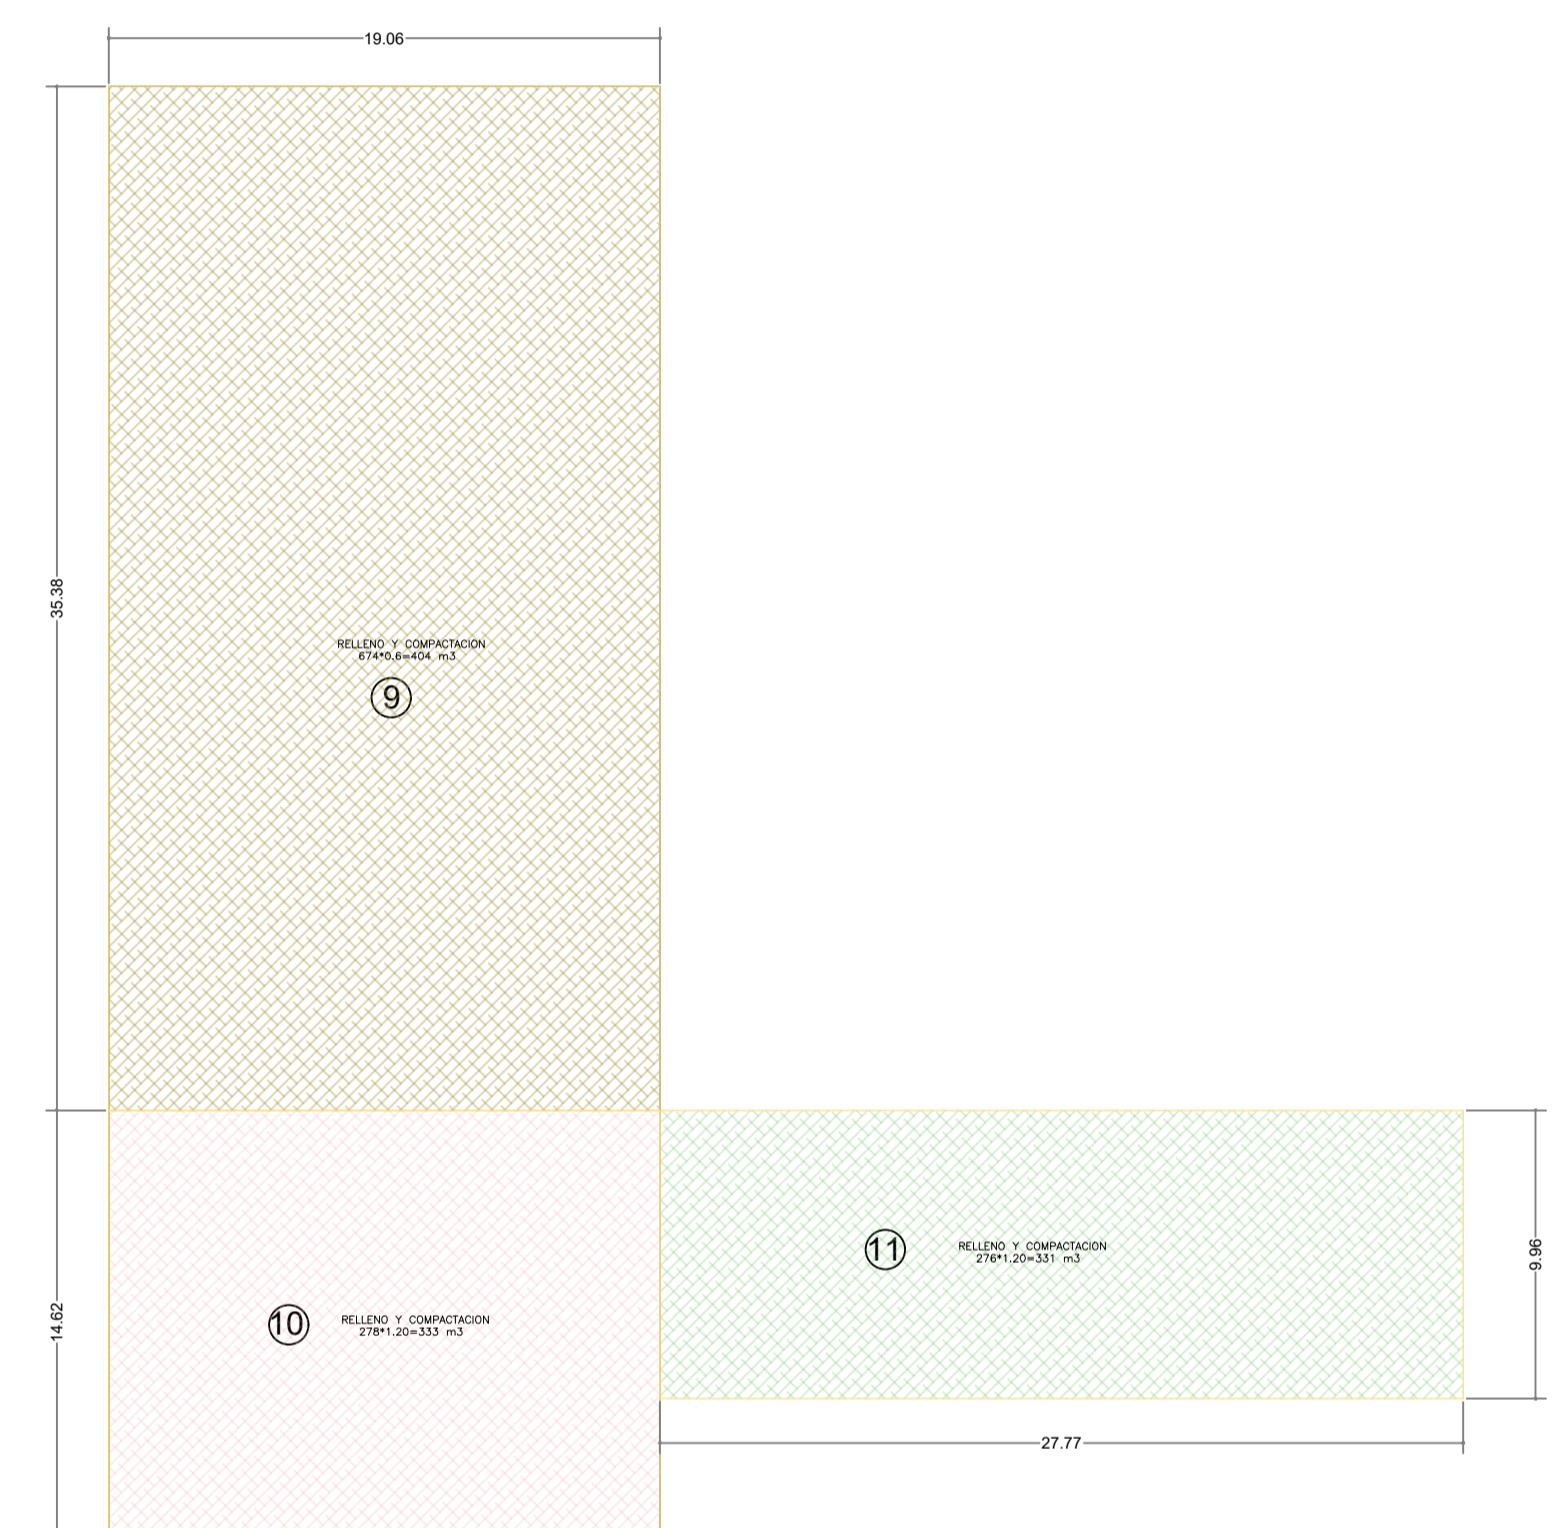 19.06
35.38
RELLENO Y COMPACTACION
674*0.6=404 m3
9
11
RELLENO Y COMPACTACION
276*1.20=331 m3
9.96
10
RELLENO Y COMPACTACION
278*1.20=333 m3
14.62
27.77